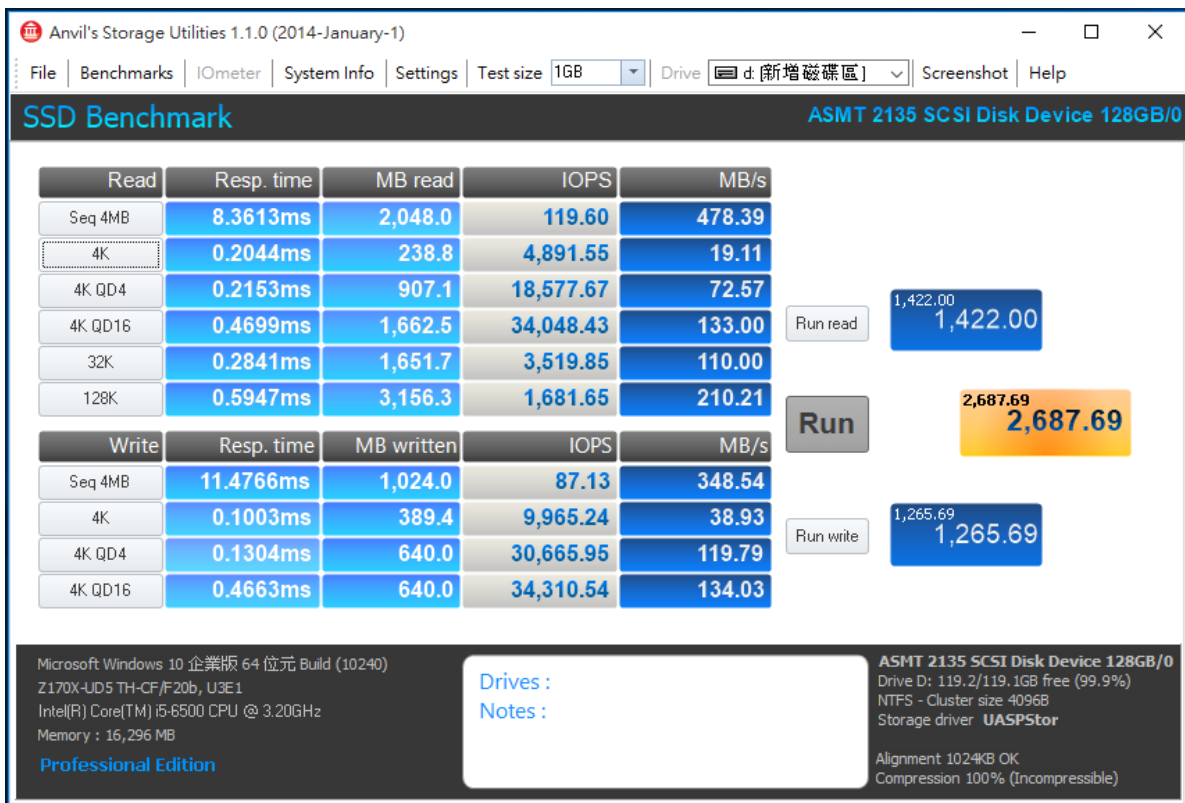 Anvil's Storage Utilities 1.1.0 (2014-January-1)
File Benchmarks IOmeter System Info Settings Test size 1GB Drive d: [新增磁碟區] Screenshot Help
SSD Benchmark ASMT 2135 SCSI Disk Device 128GB/0
Read Resp. time MB read IOPS MB/s
Seq 4MB 8.3613ms 2,048.0 119.60 478.39
4K 0.2044ms 238.8 4,891.55 19.11
4K QD4 0.2153ms 907.1 18,577.67 72.57
4K QD16 0.4699ms 1,662.5 34,048.43 133.00
32K 0.2841ms 1,651.7 3,519.85 110.00
128K 0.5947ms 3,156.3 1,681.65 210.21
Run read 1,422.00
1,422.00
Run 2,687.69
2,687.69
Write Resp. time MB written IOPS MB/s
Seq 4MB 11.4766ms 1,024.0 87.13 348.54
4K 0.1003ms 389.4 9,965.24 38.93
4K QD4 0.1304ms 640.0 30,665.95 119.79
4K QD16 0.4663ms 640.0 34,310.54 134.03
Run write 1,265.69
1,265.69
Microsoft Windows 10 企業版 64 位元 Build (10240)
Z170X-UD5 TH-CF/F20b, U3E1
Intel(R) Core(TM) i5-6500 CPU @ 3.20GHz
Memory : 16,296 MB
Professional Edition
Drives :
Notes :
ASMT 2135 SCSI Disk Device 128GB/0
Drive D: 119.2/119.1GB free (99.9%)
NTFS - Cluster size 4096B
Storage driver UASPStor
Alignment 1024KB OK
Compression 100% (Incompressible)